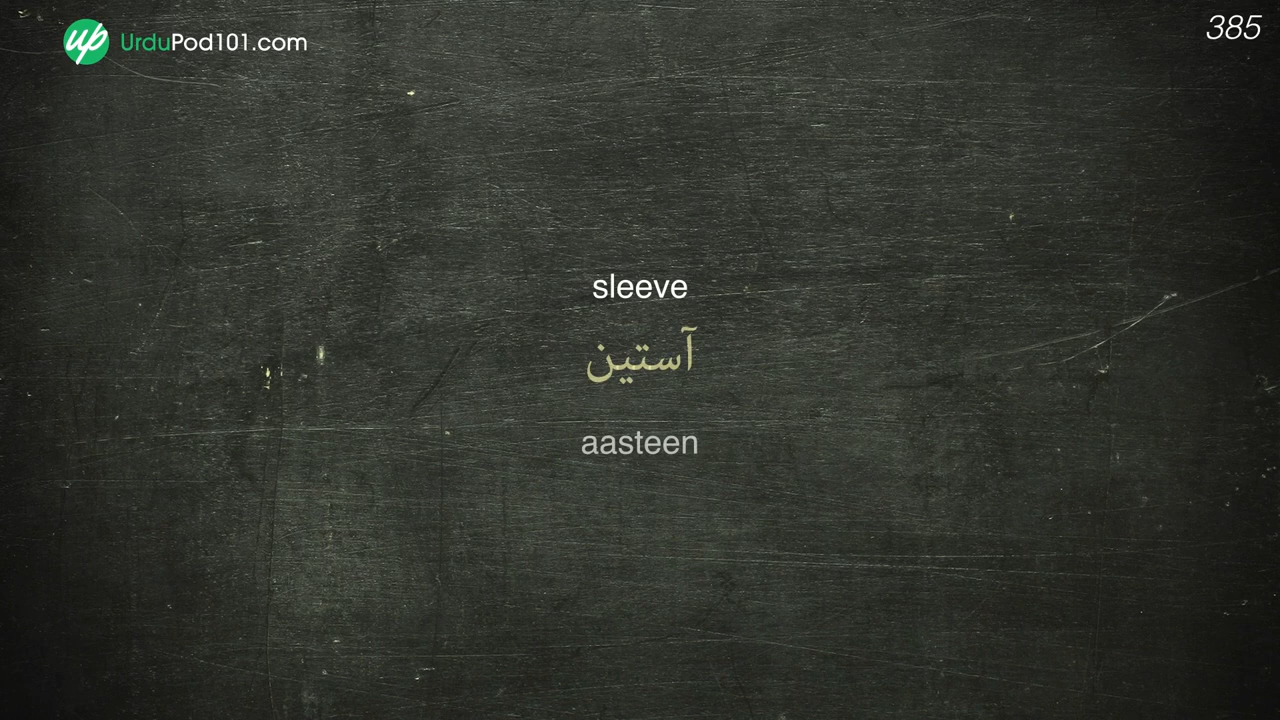 UrduPod101.com
385
sleeve
آستین
aasteen